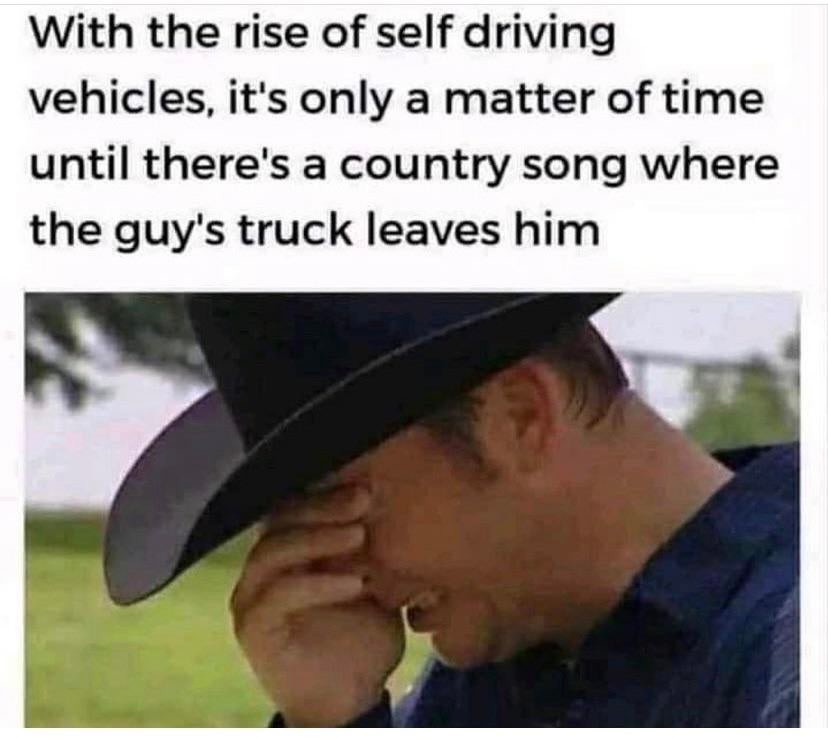 With the rise of self driving
vehicles, it's only a matter of time
until there's a country song where
the guy's truck leaves him